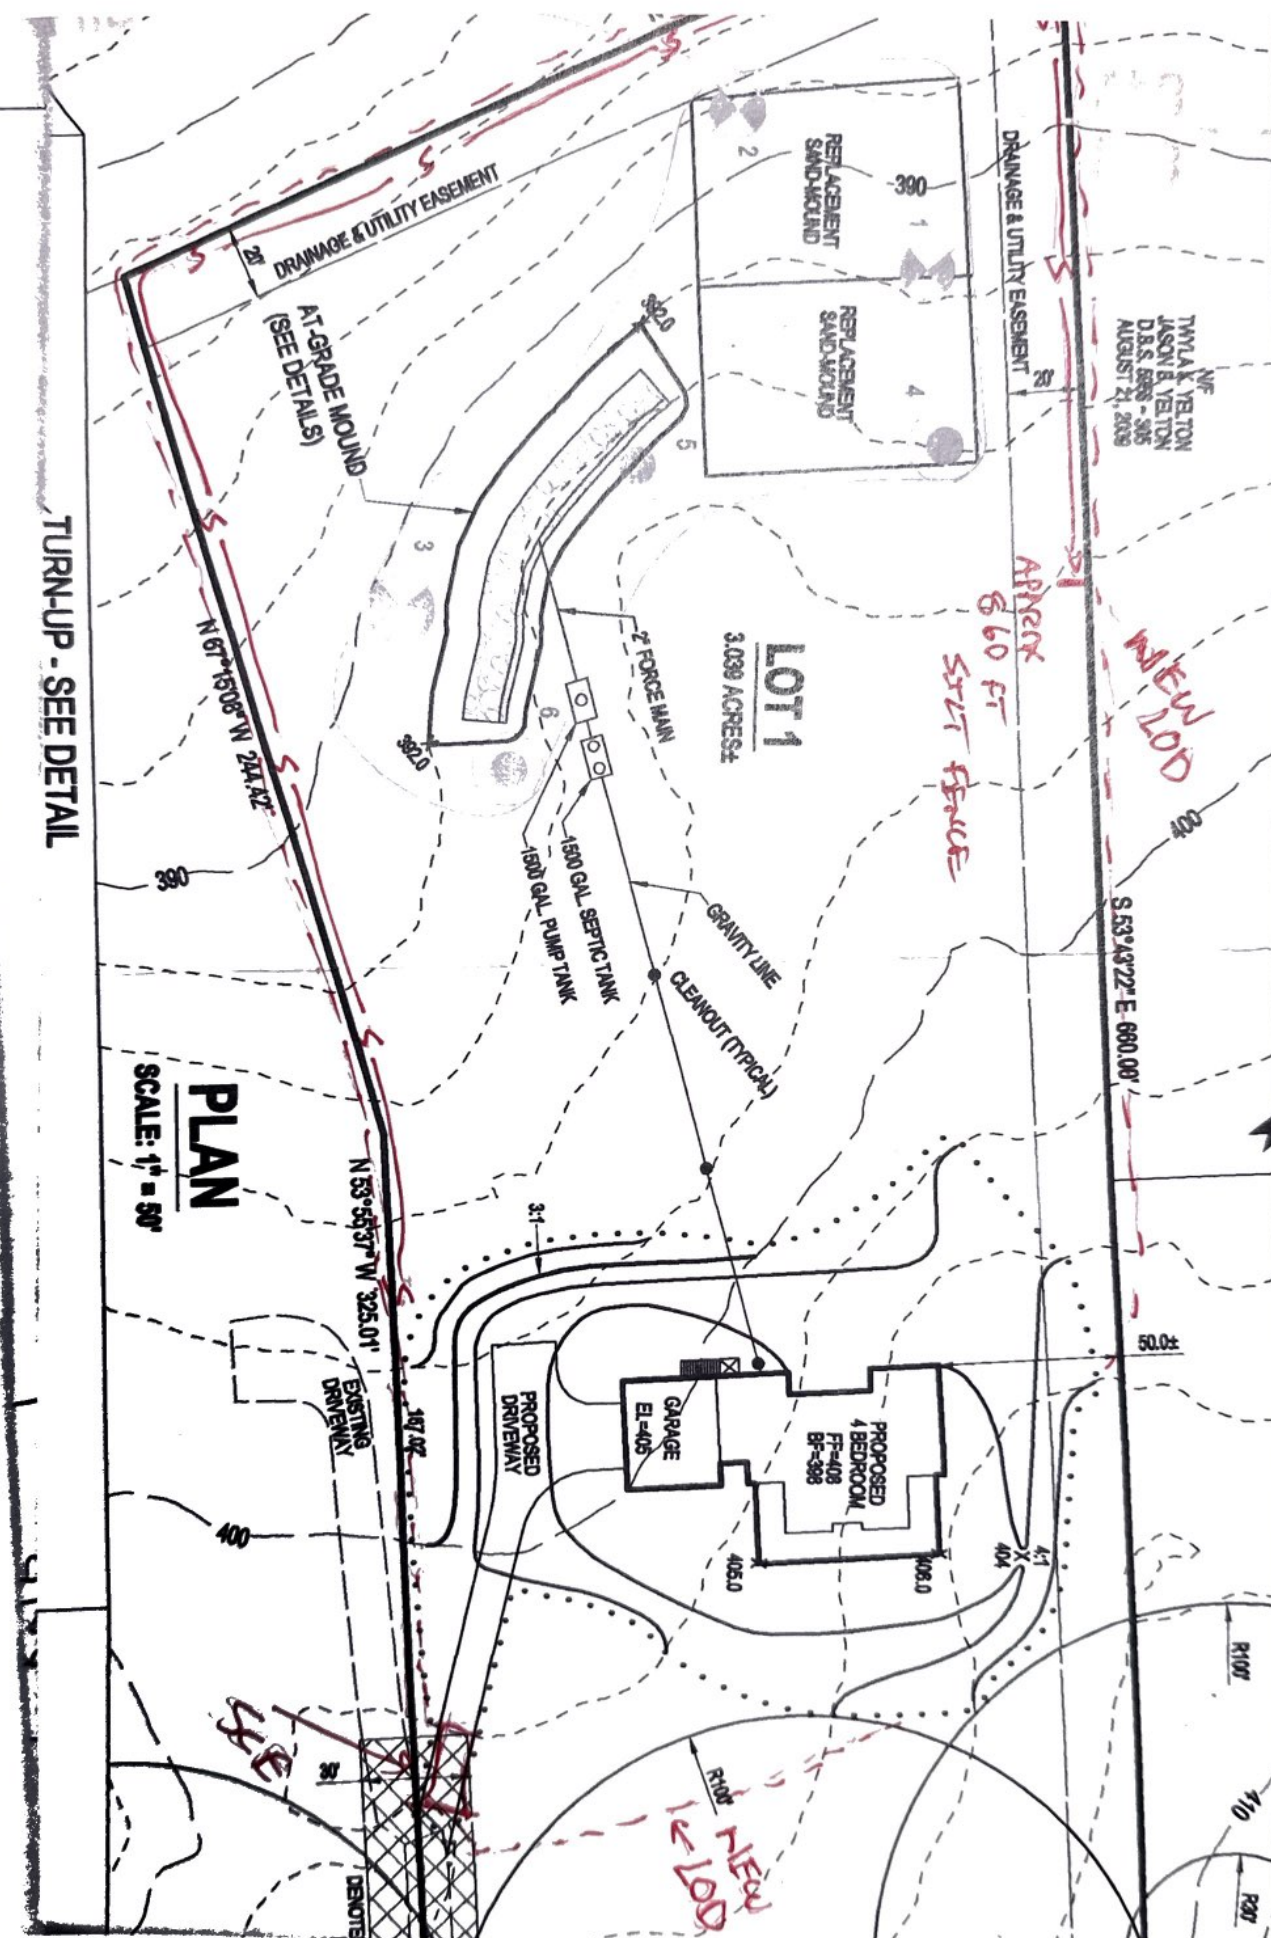 N/F
TWYLA K. YELTON
JASON B. YELTON
D.B.S. 5856 - 305
AUGUST 21, 2009
DRAINAGE & UTILITY EASEMENT
20'
390
REPLACEMENT
SAND-MOUND
1
2
REPLACEMENT
SAND-MOUND
4
DRAINAGE & UTILITY EASEMENT
20'
AT-GRADE MOUND
(SEE DETAILS)
392.0
5
3
6
392.0
2" FORCE MAIN
LOT 1
3.039 ACRES±
APPROX
860 FT
SILT FENCE
NEW
LOD
S 53°43'22" E 660.00'
N 67°15'08" W 244.42'
TURN-UP - SEE DETAIL
390
1500 GAL. SEPTIC TANK
1500 GAL. PUMP TANK
GRAVITY LINE
CLEANOUT (TYPICAL)
PLAN
SCALE: 1" = 50'
N 53°55'37" W 325.01'
3:1
50.0±
EXISTING
DRIVEWAY
187.02'
PROPOSED
DRIVEWAY
GARAGE
EL=405
PROPOSED
4 BEDROOM
FF=408
BF=398
405.0
406.0
404
X
4:1
400
R100'
R100'
410
R30'
SCE
30'
NEW
LOD
S
S
S
S
S
S
S
S